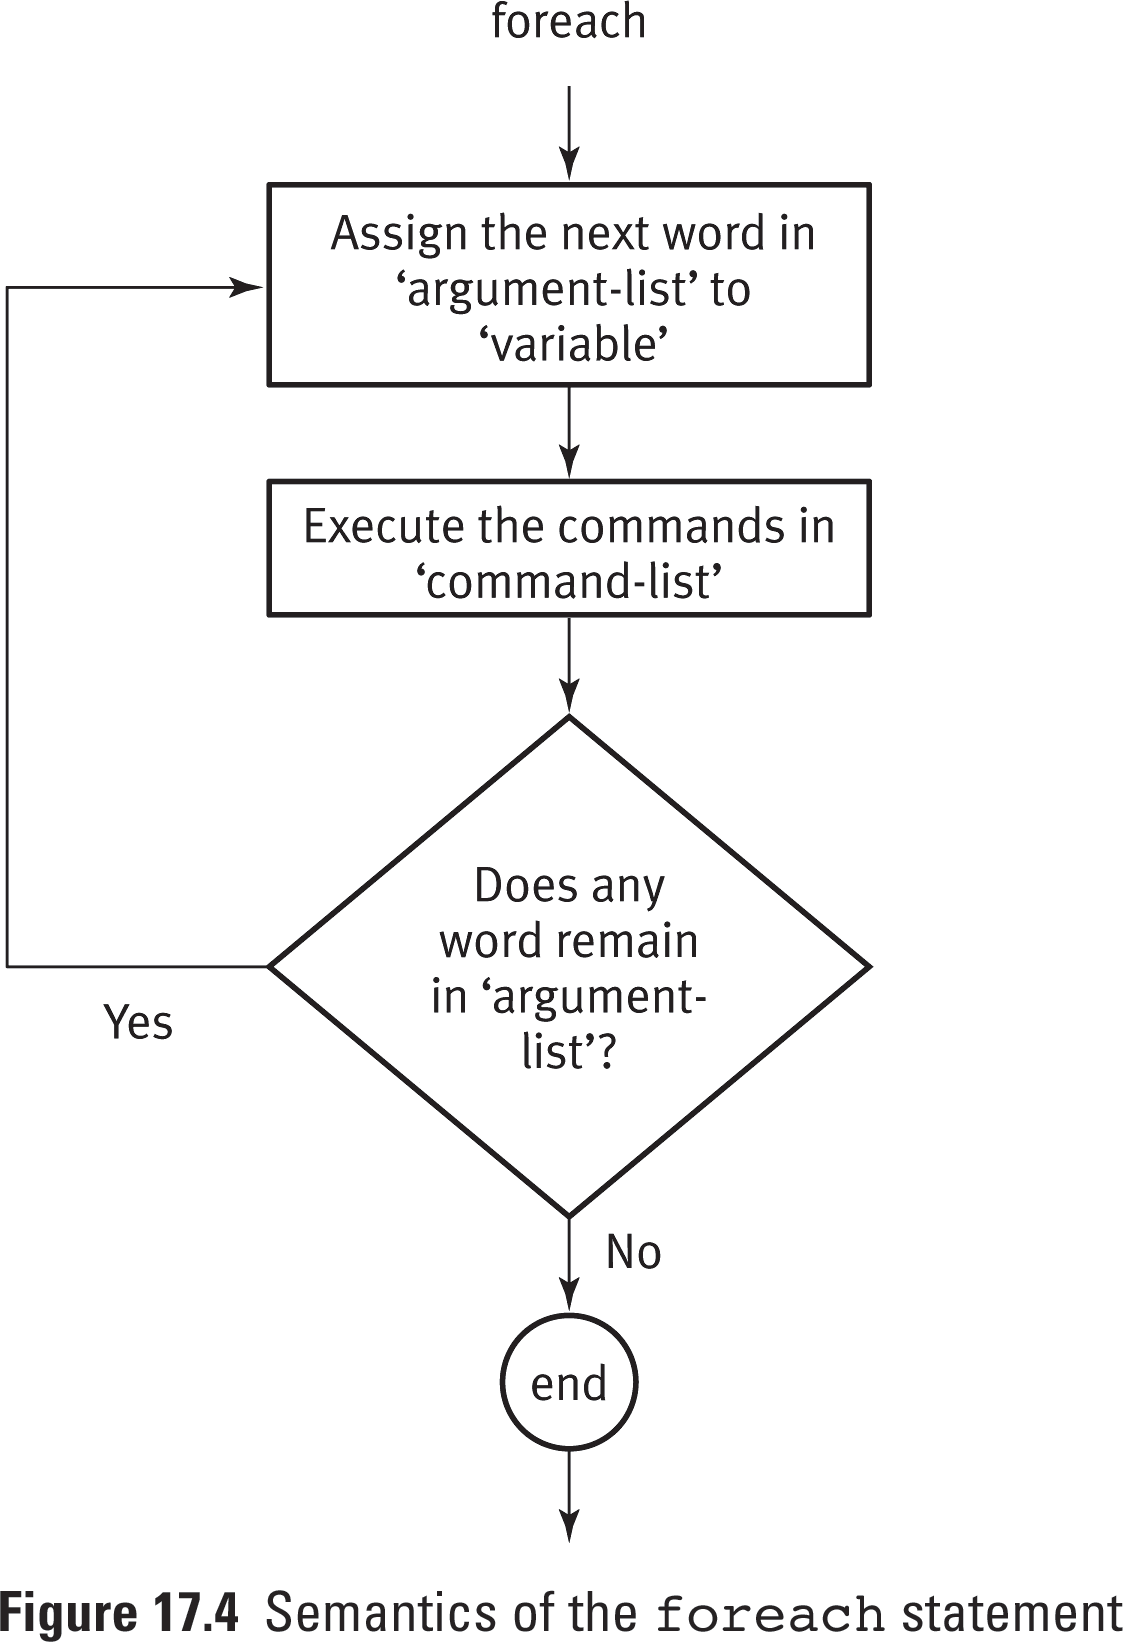 foreach
Assign the next word in
‘argument-list’ to
‘variable’
Execute the commands in
‘command-list’
Does any
word remain
in ‘argument-
list’?
Yes
No
end
Figure 17.4 Semantics of the foreach statement